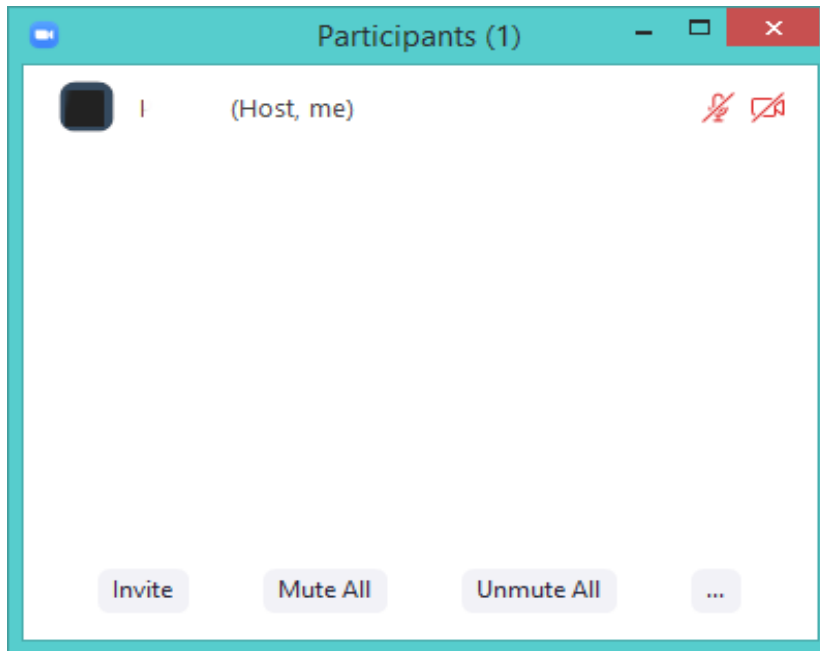 Participants (1)
(Host, me)
Invite Mute All Unmute All ...